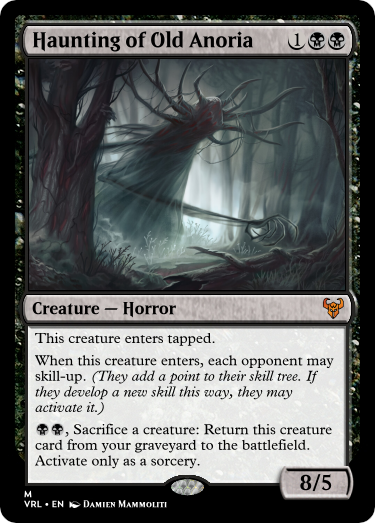 Haunting of Old Anoria 1
Creature — Horror
This creature enters tapped.
When this creature enters, each opponent may
skill-up. (They add a point to their skill tree. If
they develop a new skill this way, they may
activate it.)
, Sacrifice a creature: Return this creature
card from your graveyard to the battlefield.
Activate only as a sorcery.
8/5
M
VRL • EN Damien Mammoliti